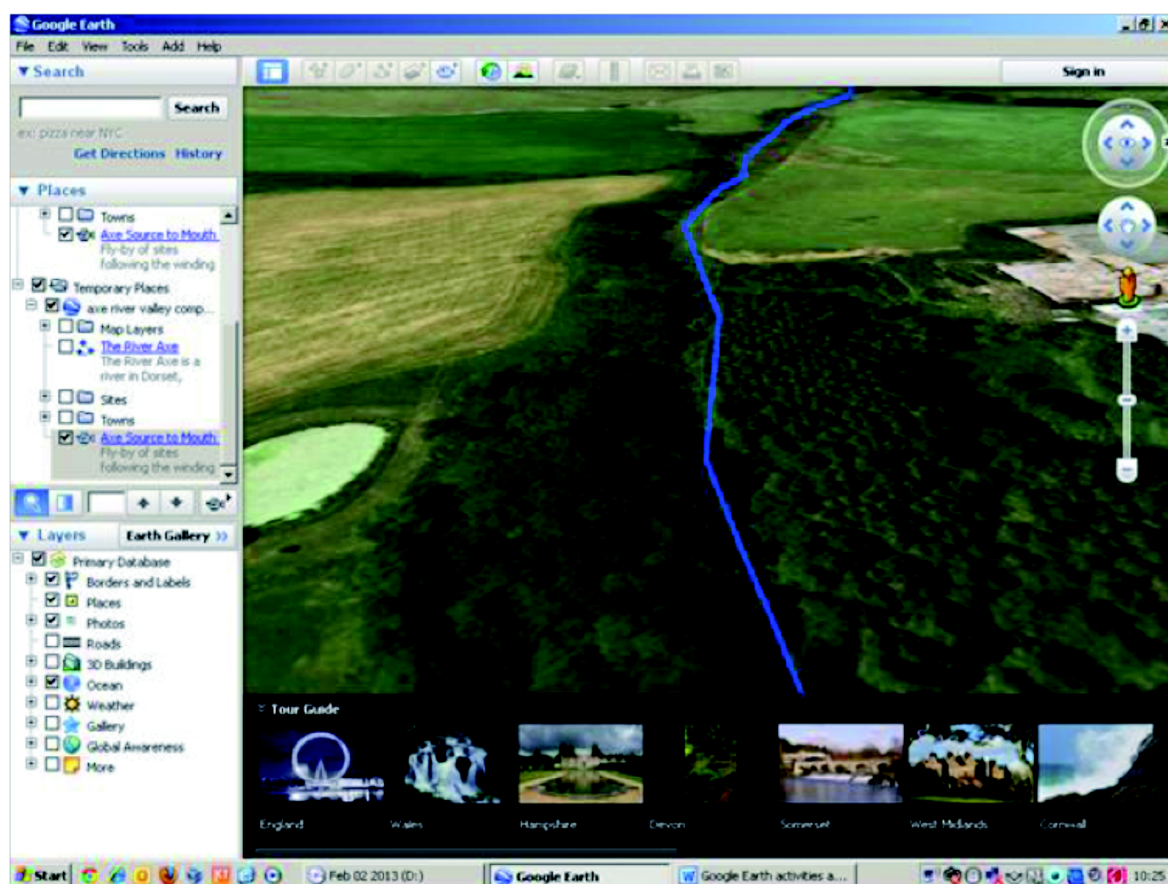 Google Earth
File Edit View Tools Add Help
Search
Sign in
Search
ex: pizza near NYC
Get Directions History
Places
Towns
Axe Source to Mouth
Fly-by of sites
following the winding
Temporary Places
axe river valley comp...
Map Layers
The River Axe
The River Axe is a
river in Dorset,
Sites
Towns
Axe Source to Mouth
Fly-by of sites
following the winding
Layers
Earth Gallery >>
Primary Database
Borders and Labels
Places
Photos
Roads
3D Buildings
Ocean
Weather
Gallery
Global Awareness
More
Tour Guide
England Wales Hampshire Devon Somerset West Midlands Cornwall
Start
Feb 02 2013 (D:)
Google Earth
Google Earth activities a...
10:25